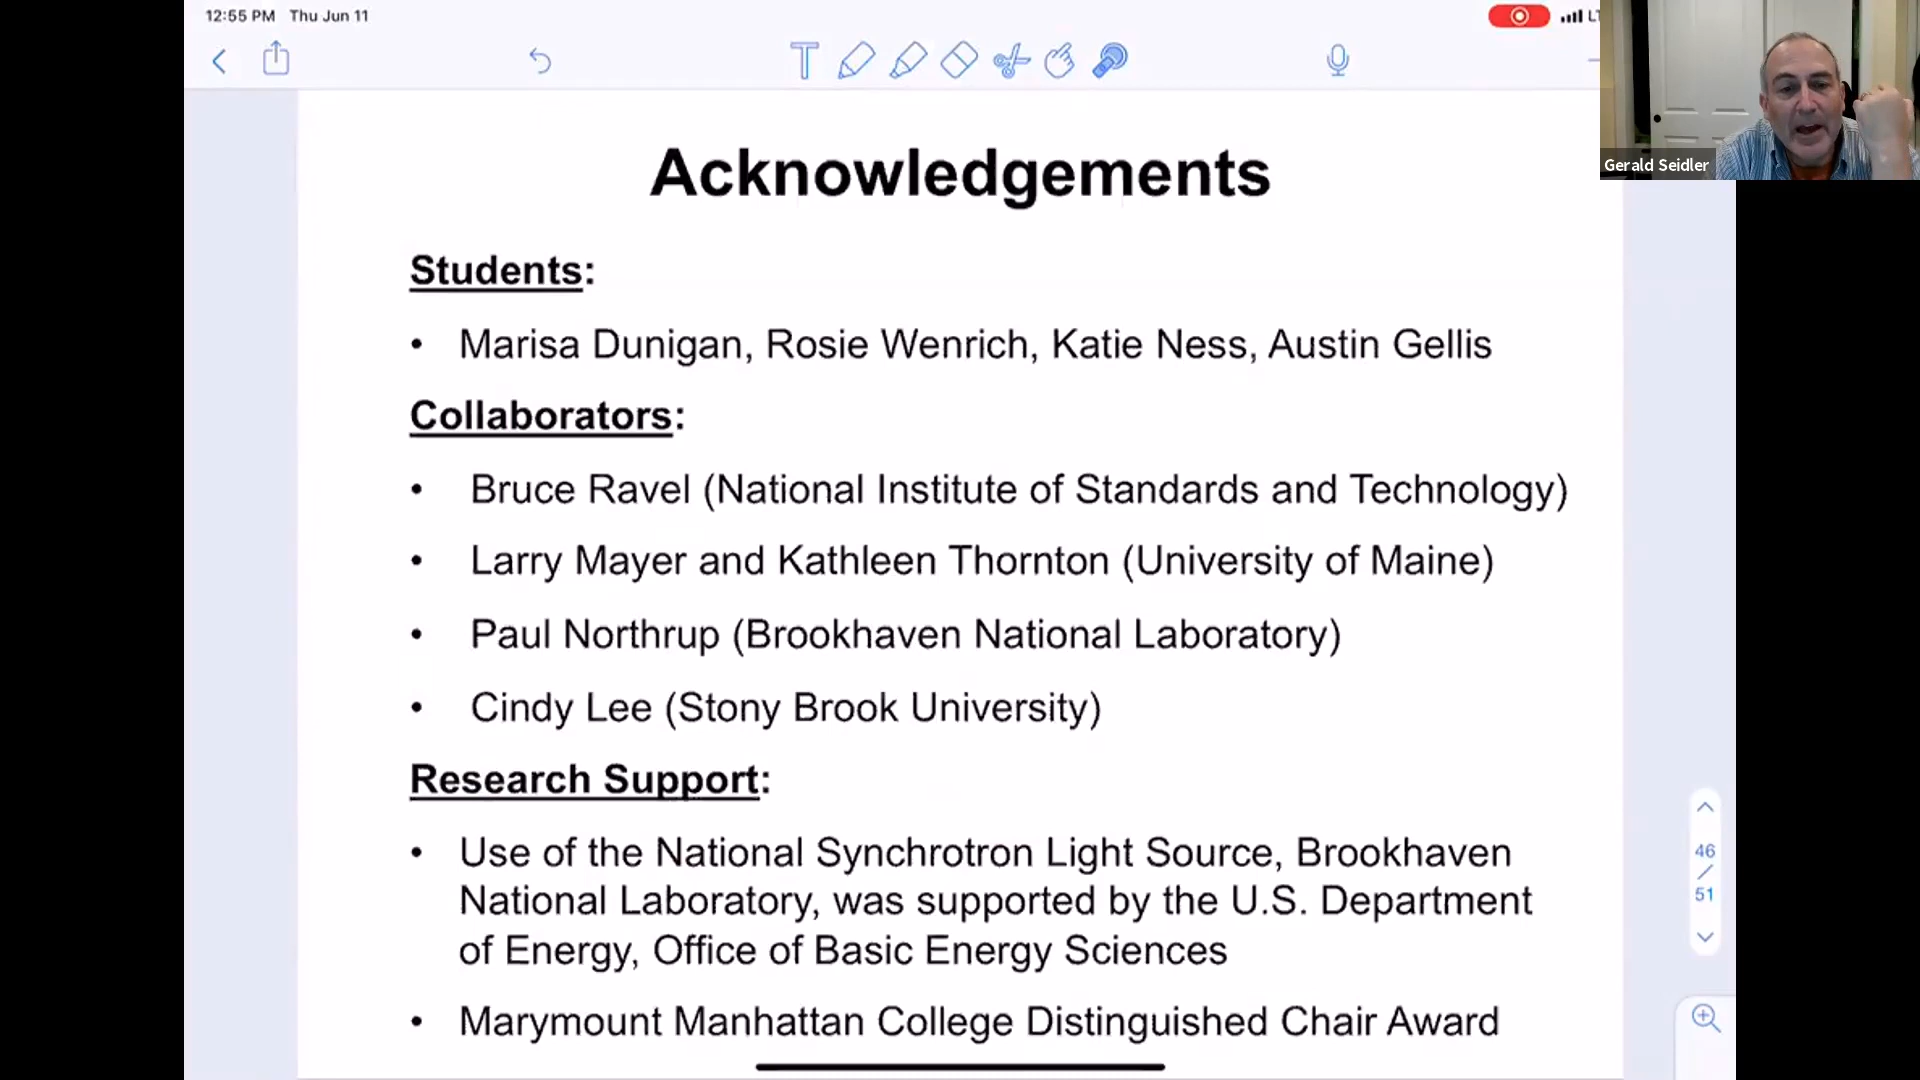 12:55 PM Thu Jun 11
Gerald Seidler
Acknowledgements
Students:
• Marisa Dunigan, Rosie Wenrich, Katie Ness, Austin Gellis
Collaborators:
• Bruce Ravel (National Institute of Standards and Technology)
• Larry Mayer and Kathleen Thornton (University of Maine)
• Paul Northrup (Brookhaven National Laboratory)
• Cindy Lee (Stony Brook University)
Research Support:
• Use of the National Synchrotron Light Source, Brookhaven
National Laboratory, was supported by the U.S. Department
of Energy, Office of Basic Energy Sciences
• Marymount Manhattan College Distinguished Chair Award
46
/
51